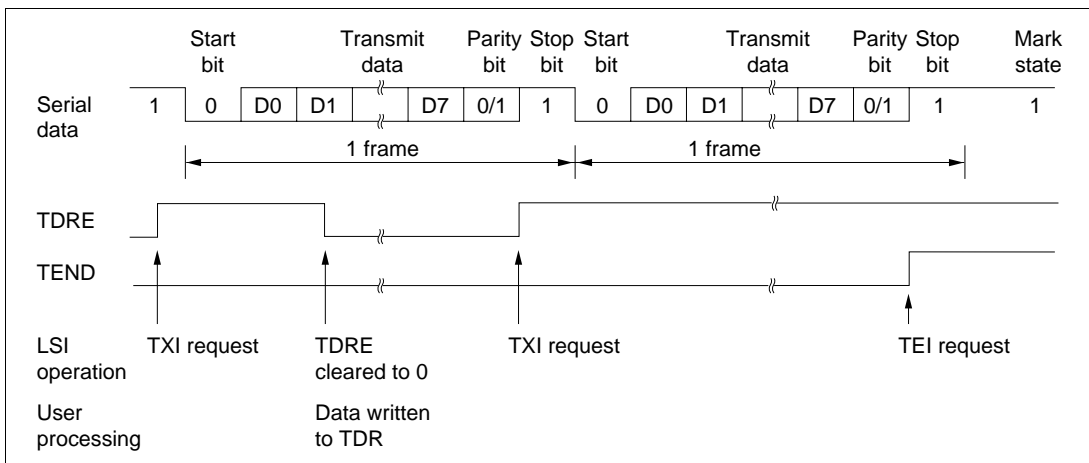 Start bit Transmit data Parity bit Stop bit Start bit Transmit data Parity bit Stop bit Mark state
Serial data 1 0 D0 D1 D7 0/1 1 0 D0 D1 D7 0/1 1 1
1 frame 1 frame
TDRE
TEND
LSI operation TXI request TDRE cleared to 0 TXI request TEI request
User processing Data written to TDR